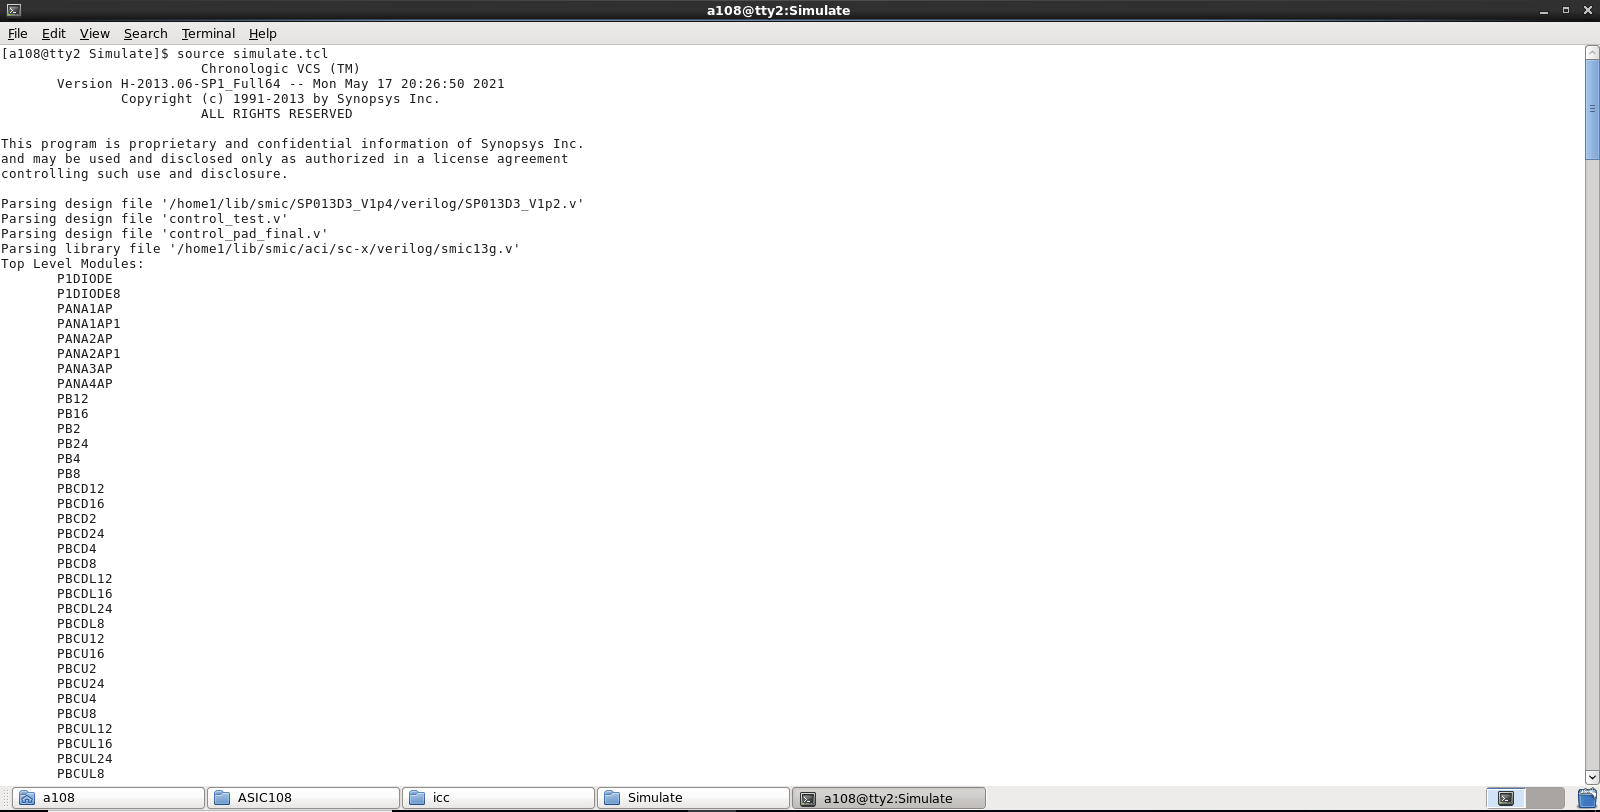 a108@tty2:Simulate
File Edit View Search Terminal Help
[a108@tty2 Simulate]$ source simulate.tcl
Chronologic VCS (TM)
Version H-2013.06-SP1_Full64 -- Mon May 17 20:26:50 2021
Copyright (c) 1991-2013 by Synopsys Inc.
ALL RIGHTS RESERVED
This program is proprietary and confidential information of Synopsys Inc.
and may be used and disclosed only as authorized in a license agreement
controlling such use and disclosure.
Parsing design file '/home1/lib/smic/SP013D3_V1p4/verilog/SP013D3_V1p2.v'
Parsing design file 'control_test.v'
Parsing design file 'control_pad_final.v'
Parsing library file '/home1/lib/smic/aci/sc-x/verilog/smic13g.v'
Top Level Modules:
P1DIODE
P1DIODE8
PANA1AP
PANA1AP1
PANA2AP
PANA2AP1
PANA3AP
PANA4AP
PB12
PB16
PB2
PB24
PB4
PB8
PBCD12
PBCD16
PBCD2
PBCD24
PBCD4
PBCD8
PBCDL12
PBCDL16
PBCDL24
PBCDL8
PBCU12
PBCU16
PBCU2
PBCU24
PBCU4
PBCU8
PBCUL12
PBCUL16
PBCUL24
PBCUL8
a108 ASIC108 icc Simulate a108@tty2:Simulate